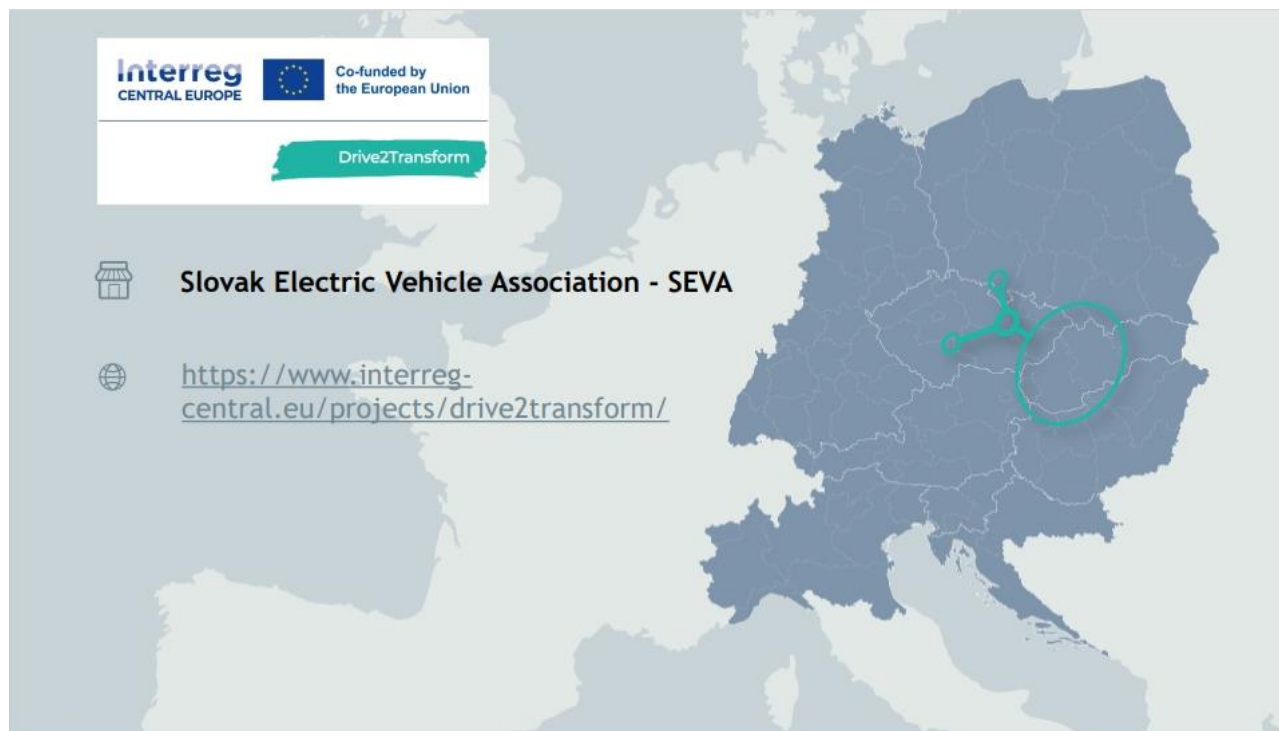 Interreg
CENTRAL EUROPE
Co-funded by
the European Union
Drive2Transform
Slovak Electric Vehicle Association - SEVA
https://www.interreg-
central.eu/projects/drive2transform/